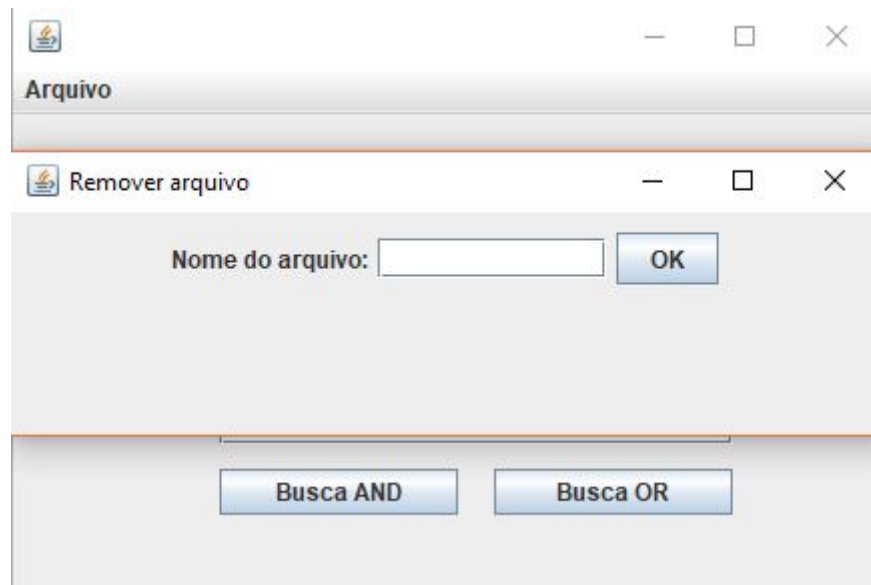 Arquivo
Remover arquivo
Nome do arquivo: OK
Busca AND Busca OR